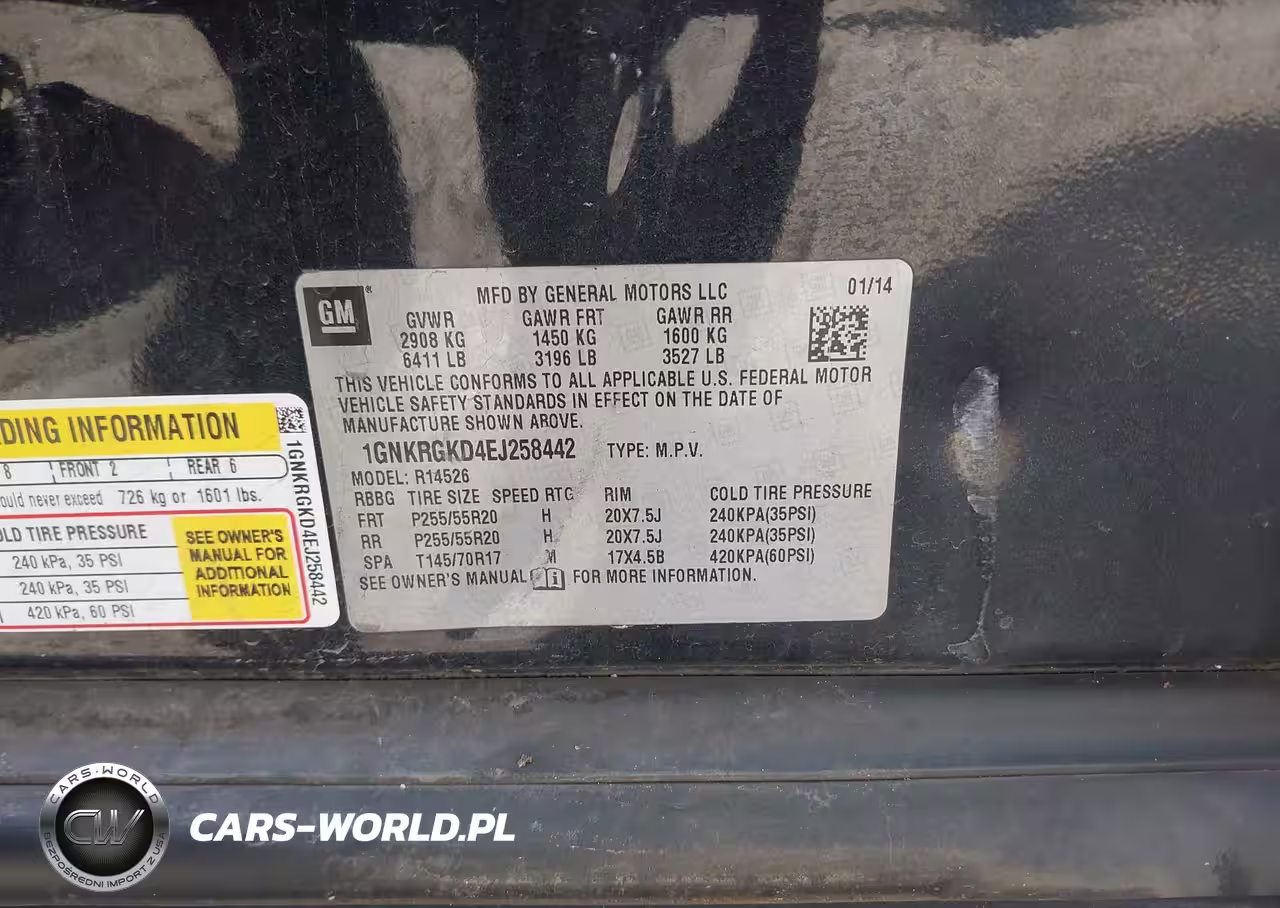 GM ®
MFD BY GENERAL MOTORS LLC 01/14
GVWR GAWR FRT GAWR RR
2908 KG 1450 KG 1600 KG
6411 LB 3196 LB 3527 LB
THIS VEHICLE CONFORMS TO ALL APPLICABLE U.S. FEDERAL MOTOR
VEHICLE SAFETY STANDARDS IN EFFECT ON THE DATE OF
MANUFACTURE SHOWN ABOVE.
1GNKRGKD4EJ258442 TYPE: M.P.V.
MODEL: R14526
RBBG TIRE SIZE SPEED RTG RIM COLD TIRE PRESSURE
FRT P255/55R20 H 20X7.5J 240KPA(35PSI)
RR P255/55R20 H 20X7.5J 240KPA(35PSI)
SPA T145/70R17 M 17X4.5B 420KPA(60PSI)
SEE OWNER'S MANUAL FOR MORE INFORMATION.
DING INFORMATION
8 FRONT 2 REAR 6
ould never exceed 726 kg or 1601 lbs.
OLD TIRE PRESSURE
240 kPa, 35 PSI
240 kPa, 35 PSI
420 kPa, 60 PSI
SEE OWNER'S
MANUAL FOR
ADDITIONAL
INFORMATION
1GNKRGKD4EJ258442
CARS-WORLD
CW
BEZPOŚREDNI IMPORT Z USA
CARS-WORLD.PL